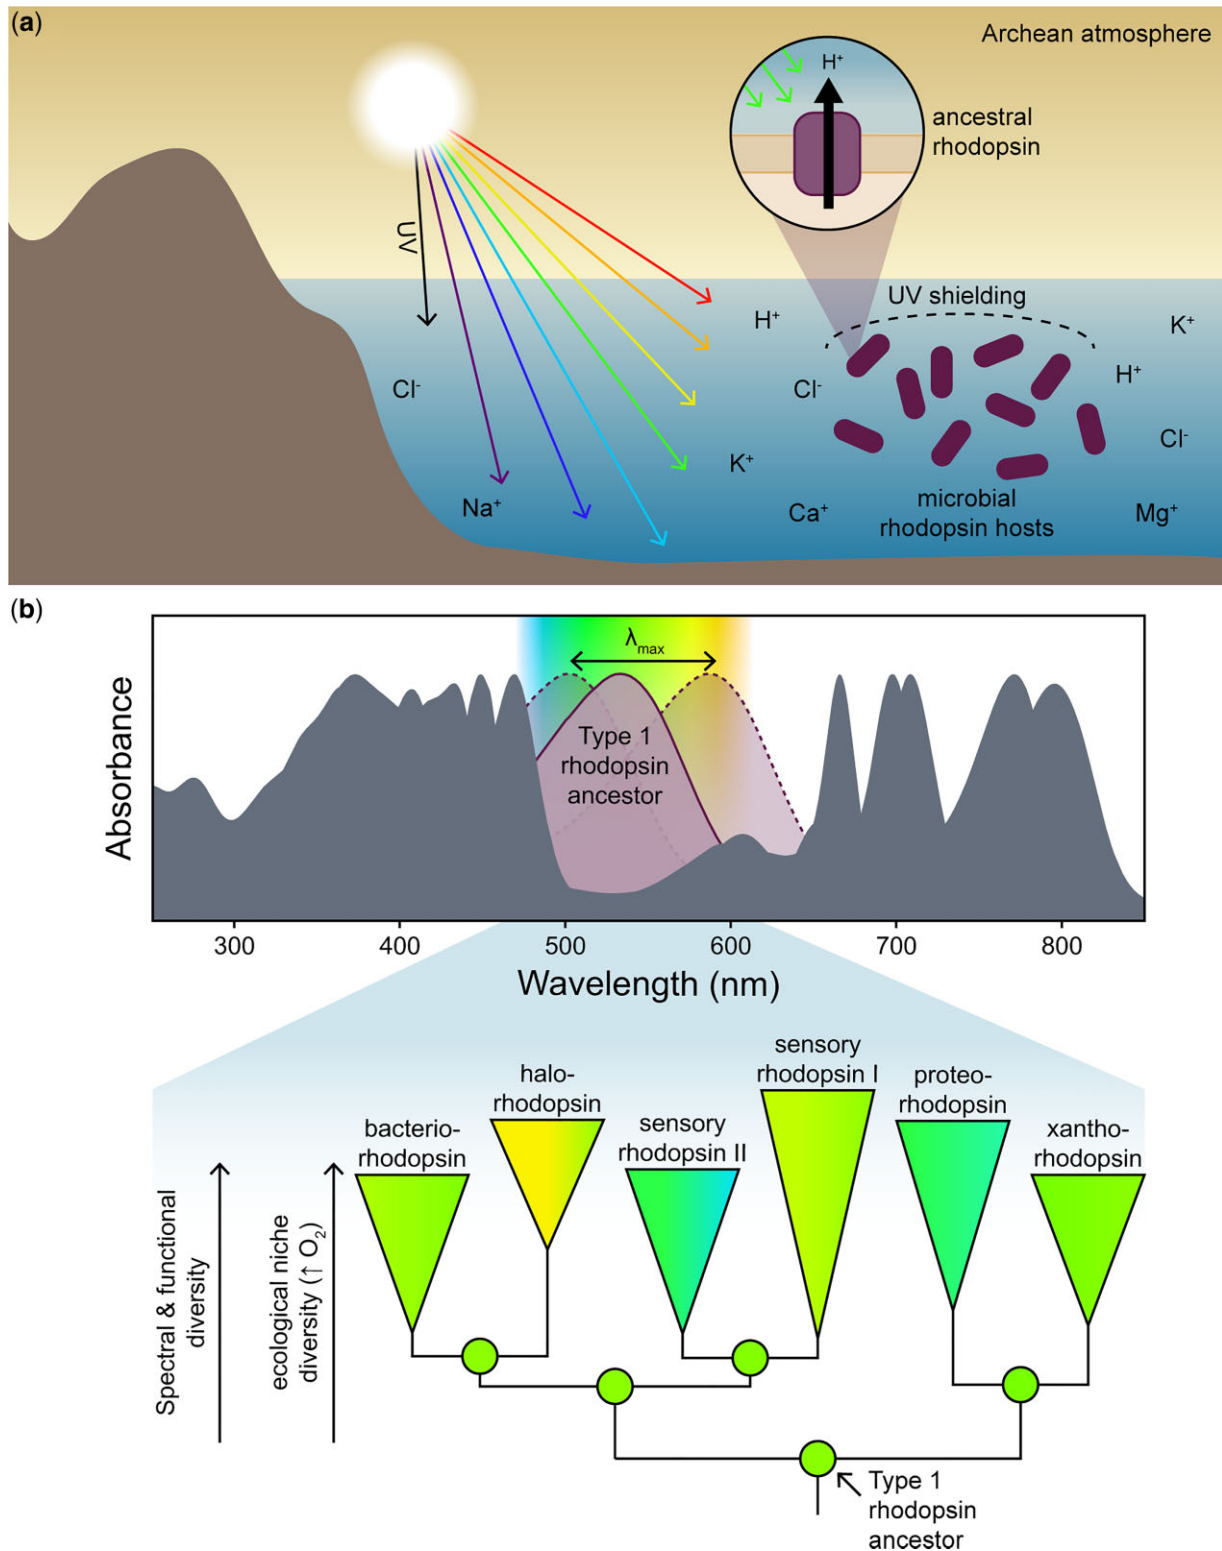 (a)
Archean atmosphere
H⁺
ancestral
rhodopsin
UV
UV shielding
H⁺
K⁺
Cl⁻
Cl⁻
H⁺
Cl⁻
K⁺
Na⁺
Ca⁺
microbial
rhodopsin hosts
Mg⁺
(b)
λmax
Absorbance
Type 1
rhodopsin
ancestor
300 400 500 600 700 800
Wavelength (nm)
bacterio-
rhodopsin
halo-
rhodopsin
sensory
rhodopsin II
sensory
rhodopsin I
proteo-
rhodopsin
xantho-
rhodopsin
Spectral & functional
diversity
ecological niche
diversity (↑ O₂)
Type 1
rhodopsin
ancestor